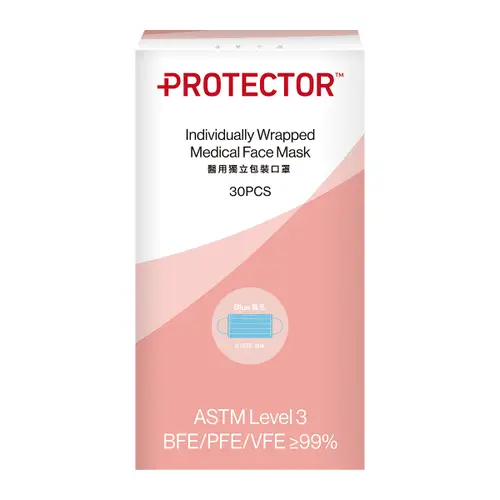 PROTECTOR™
Individually Wrapped
Medical Face Mask
醫用獨立包裝口罩
30PCS
Blue 藍色
ASTM Level 3
BFE/PFE/VFE ≥99%